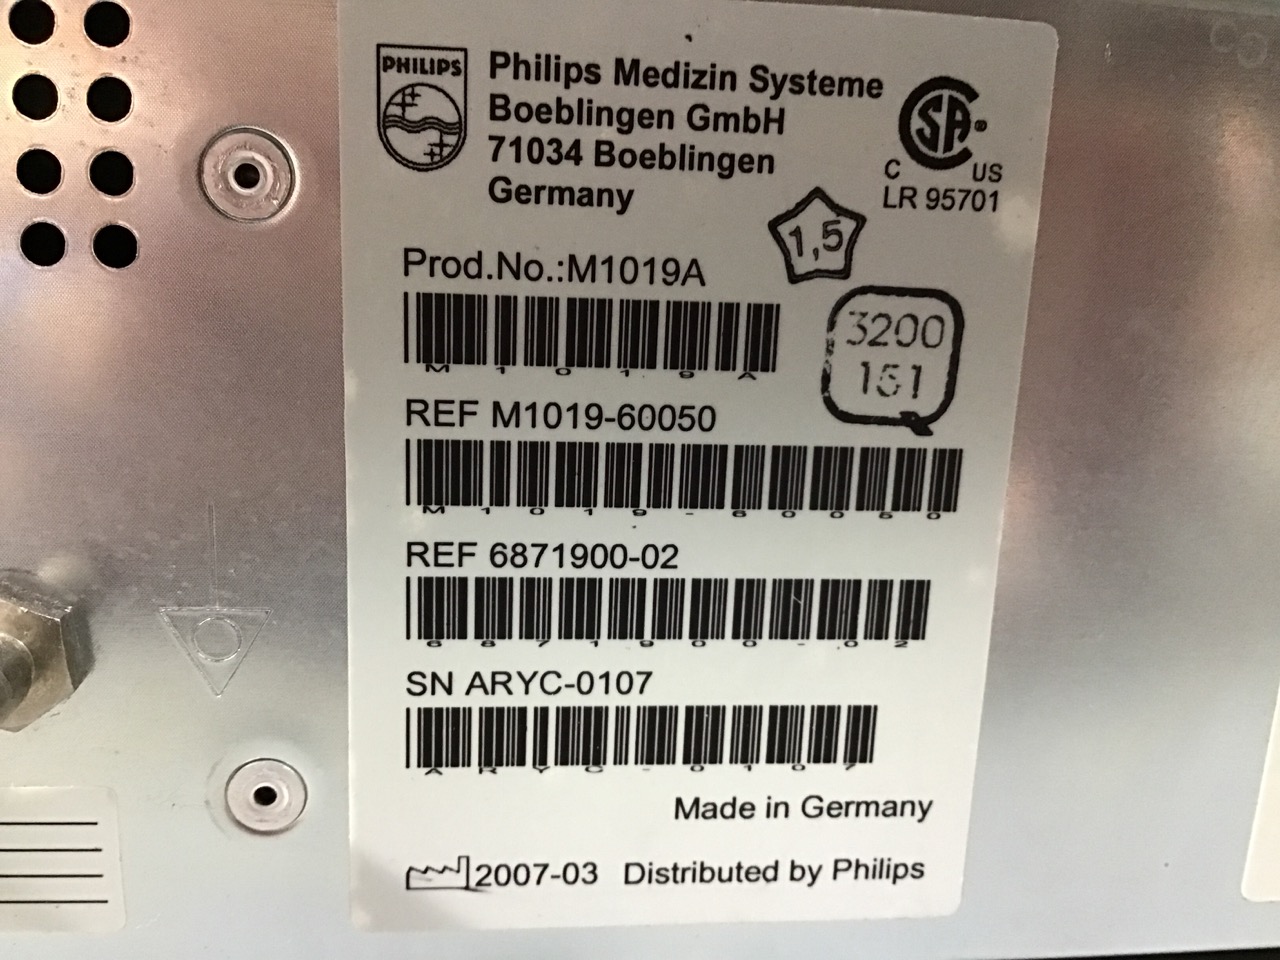 PHILIPS
Philips Medizin Systeme
Boeblingen GmbH
71034 Boeblingen
Germany
SA
C US
LR 95701
1,5
Prod.No.:M1019A
M1019A
3200
151
REF M1019-60050
M1019-60050
REF 6871900-02
6871900-02
SN ARYC-0107
ARYC-0107
Made in Germany
2007-03 Distributed by Philips